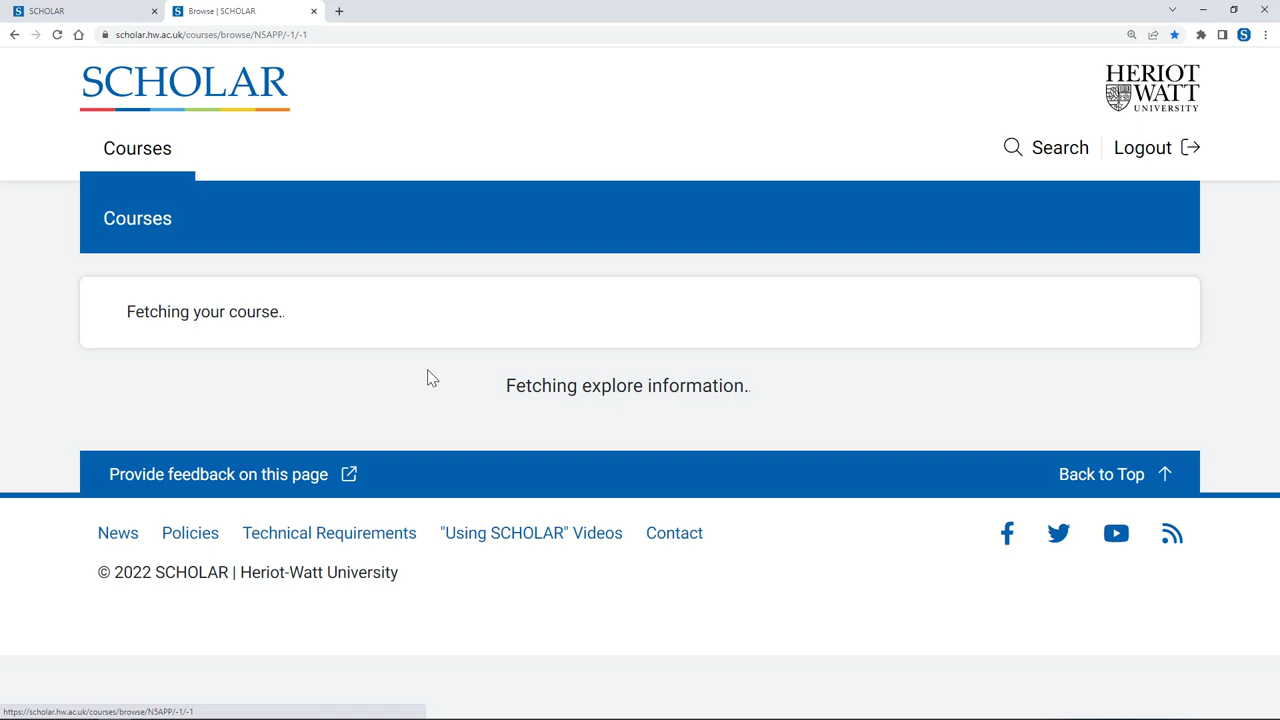 SCHOLAR
Browse | SCHOLAR
scholar.hw.ac.uk/courses/browse/N5APP/-1/-1
SCHOLAR
HERIOT
WATT
UNIVERSITY
Courses
Search
Logout
Courses
Fetching your course..
Fetching explore information..
Provide feedback on this page
Back to Top
News
Policies
Technical Requirements
"Using SCHOLAR" Videos
Contact
© 2022 SCHOLAR | Heriot-Watt University
https://scholar.hw.ac.uk/courses/browse/N5APP/-1/-1